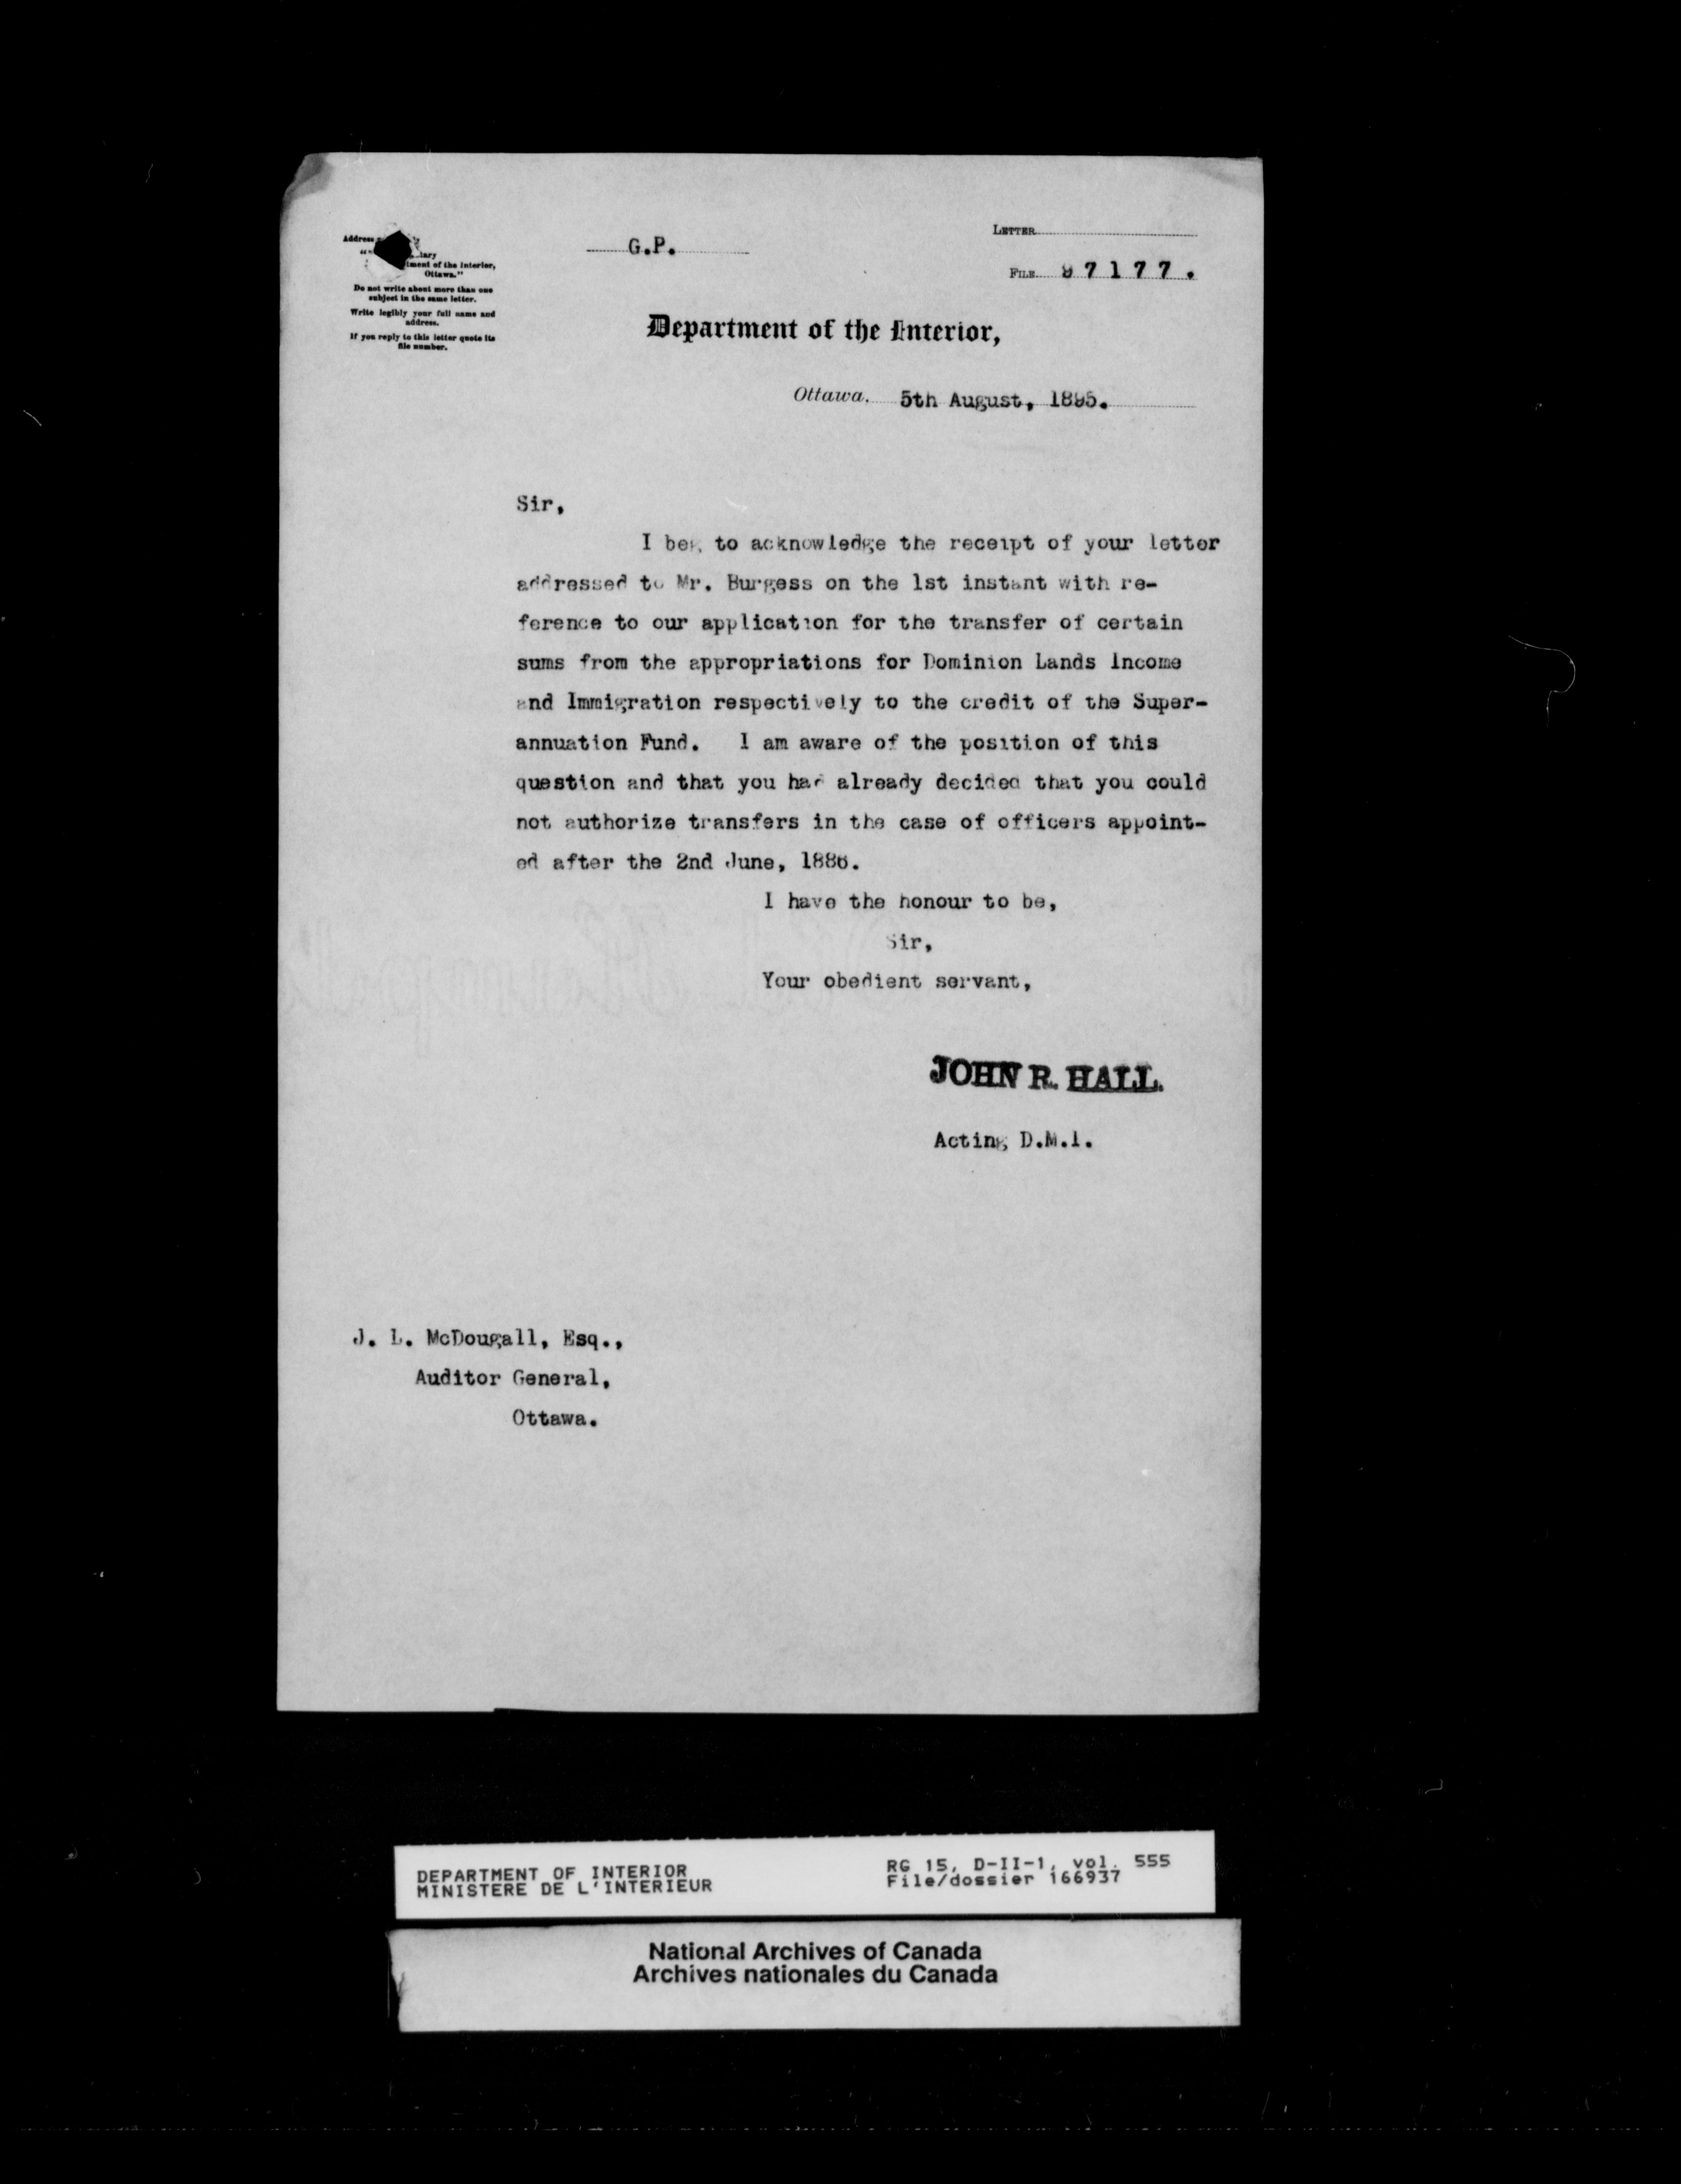 Address
ment of the Interior,
Ottawa."
Do not write about more than one
subject in the same letter.
Write legibly your full name and
address.
If you reply to this letter quote its
file number.
G.P.
LETTER
FILE 97177.
Department of the Interior,
Ottawa, 5th August, 1895.
Sir,
I beg to acknowledge the receipt of your letter
addressed to Mr. Burgess on the 1st instant with re-
ference to our application for the transfer of certain
sums from the appropriations for Dominion Lands Income
and Immigration respectively to the credit of the Super-
annuation Fund. I am aware of the position of this
question and that you had already decided that you could
not authorize transfers in the case of officers appoint-
ed after the 2nd June, 1886.
I have the honour to be,
Sir,
Your obedient servant,
JOHN R. HALL.
Acting D.M.I.
J. L. McDougall, Esq.,
Auditor General,
Ottawa.
DEPARTMENT OF INTERIOR
MINISTERE DE L'INTERIEUR
RG 15, D-II-1, vol. 555
File/dossier 166937
National Archives of Canada
Archives nationales du Canada